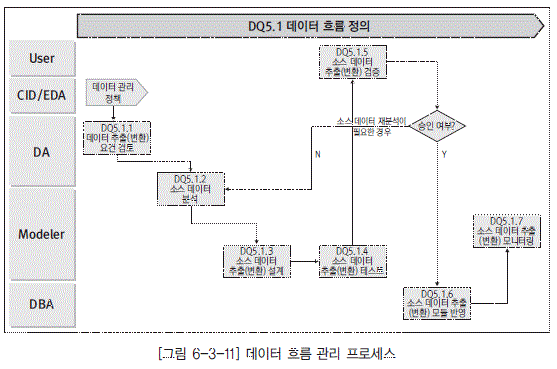 DQ5.1 데이터 흐름 정의
User
DQ5.1.5
소스 데이터
추출(변환) 검증
CID/EDA
데이터 관리
정책
소스 데이터 재분석이
필요한 경우
승인 여부?
DA
DQ5.1.1
데이터 추출(변환)
요건 검토
N
Y
DQ5.1.2
소스 데이터
분석
Modeler
DQ5.1.7
소스 데이터 추출
(변환) 모니터링
DQ5.1.3
소스 데이터
추출(변환) 설계
DQ5.1.4
소스 데이터
추출(변환) 테스트
DBA
DQ5.1.6
소스 데이터 추출
(변환) 모듈 반영
[그림 6-3-11] 데이터 흐름 관리 프로세스